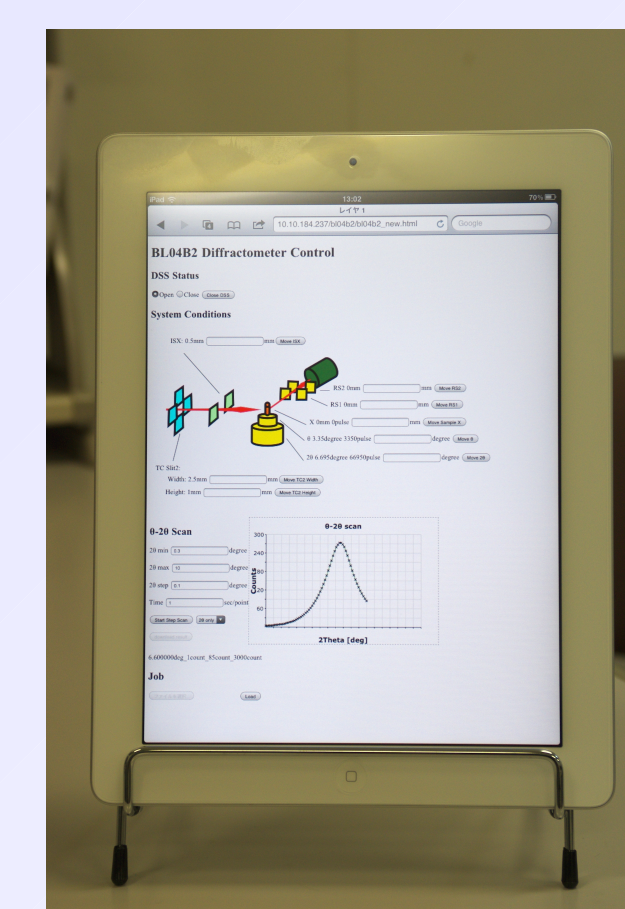 iPad 13:02 70%
レイヤ 1
10.10.184.237/bl04b2/bl04b2_new.html Google
BL04B2 Diffractometer Control
DSS Status
Open Close Close DSS
System Conditions
ISX: 0.5mm mm Move ISX
RS2 0mm mm Move RS2
RS1 0mm mm Move RS1
X 0mm 0pulse mm Move Sample X
θ 3.35degree 3350pulse degree Move θ
2θ 6.695degree 66950pulse degree Move 2θ
TC Slit2:
Width: 2.5mm mm Move TC2 Width
Height: 1mm mm Move TC2 Height
θ-2θ Scan
2θ min 0.3 degree
2θ max 10 degree
2θ step 0.1 degree
Time 1 sec/point
Start Step Scan 2θ only
θ-2θ scan
300
240
180
120
60
Counts
2Theta [deg]
6.600000deg_1count_85count_3000count
Job
Load